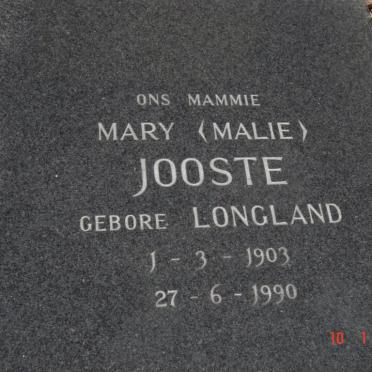 ONS MAMMIE
MARY (MALIE)
JOOSTE
GEBORE LONGLAND
1 - 3 - 1903
27 - 6 - 1990
10 1